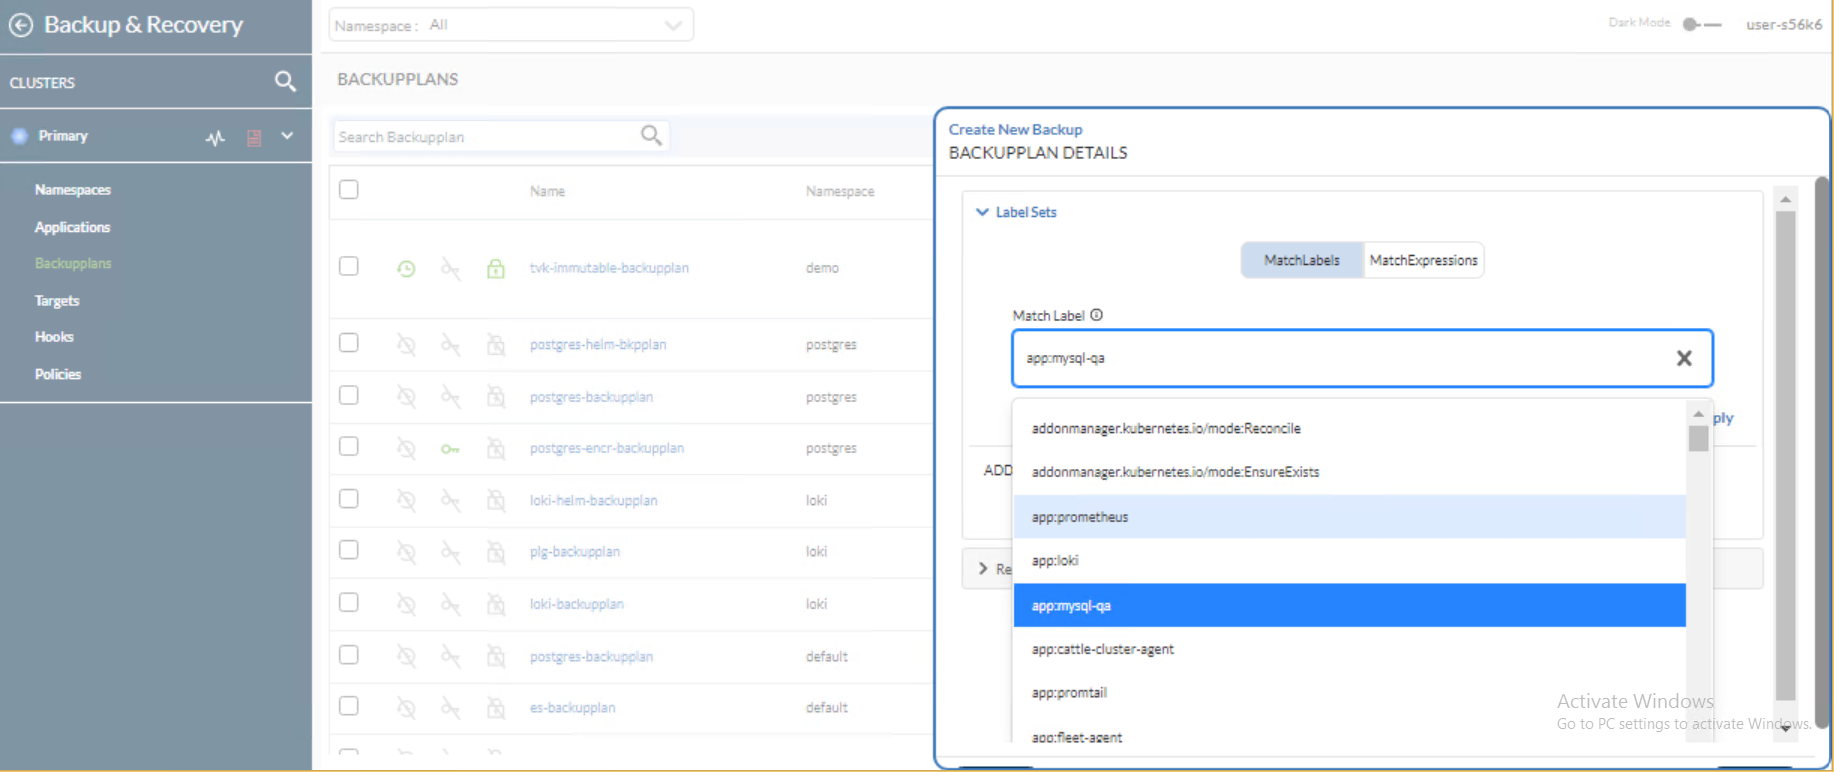 Backup & Recovery
Namespace : All
Dark Mode
user-s56k6
CLUSTERS
BACKUPPLANS
Primary
Search Backupplan
Namespaces
Applications
Backupplans
Targets
Hooks
Policies
Name Namespace
tvk-immutable-backupplan demo
postgres-helm-bkpplan postgres
postgres-backupplan postgres
postgres-encr-backupplan postgres
loki-helm-backupplan loki
plg-backupplan loki
loki-backupplan loki
postgres-backupplan default
es-backupplan default
Create New Backup
BACKUPPLAN DETAILS
Label Sets
MatchLabels MatchExpressions
Match Label
app:mysql-qa
ply
ADD
Re
addonmanager.kubernetes.io/mode:Reconcile
addonmanager.kubernetes.io/mode:EnsureExists
app:prometheus
app:loki
app:mysql-qa
app:cattle-cluster-agent
app:promtail
app:fleet-agent
Activate Windows
Go to PC settings to activate Windows.